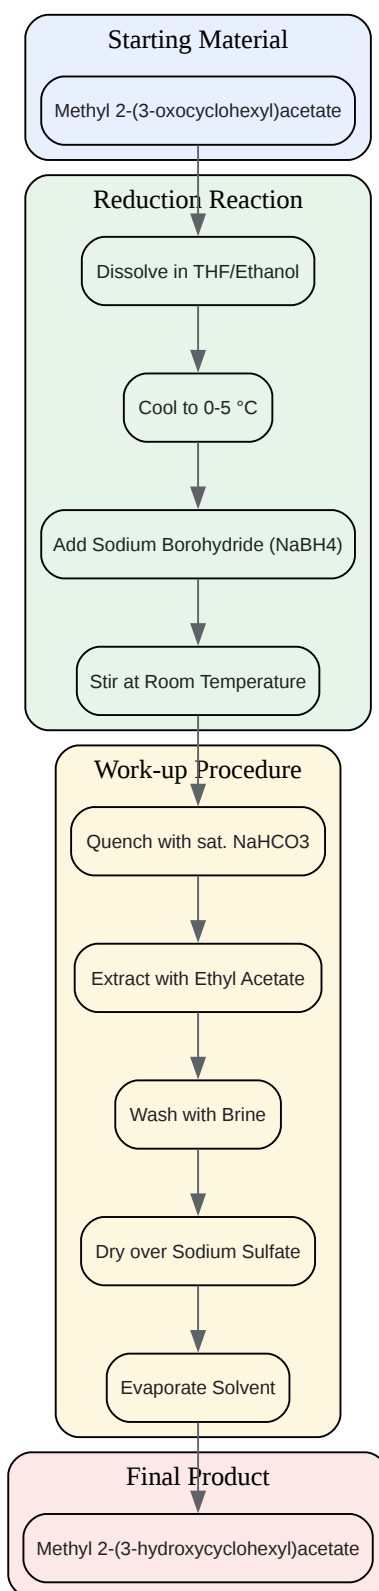 Starting Material
Methyl 2-(3-oxocyclohexyl)acetate
Reduction Reaction
Dissolve in THF/Ethanol
Cool to 0-5 °C
Add Sodium Borohydride (NaBH4)
Stir at Room Temperature
Work-up Procedure
Quench with sat. NaHCO3
Extract with Ethyl Acetate
Wash with Brine
Dry over Sodium Sulfate
Evaporate Solvent
Final Product
Methyl 2-(3-hydroxycyclohexyl)acetate